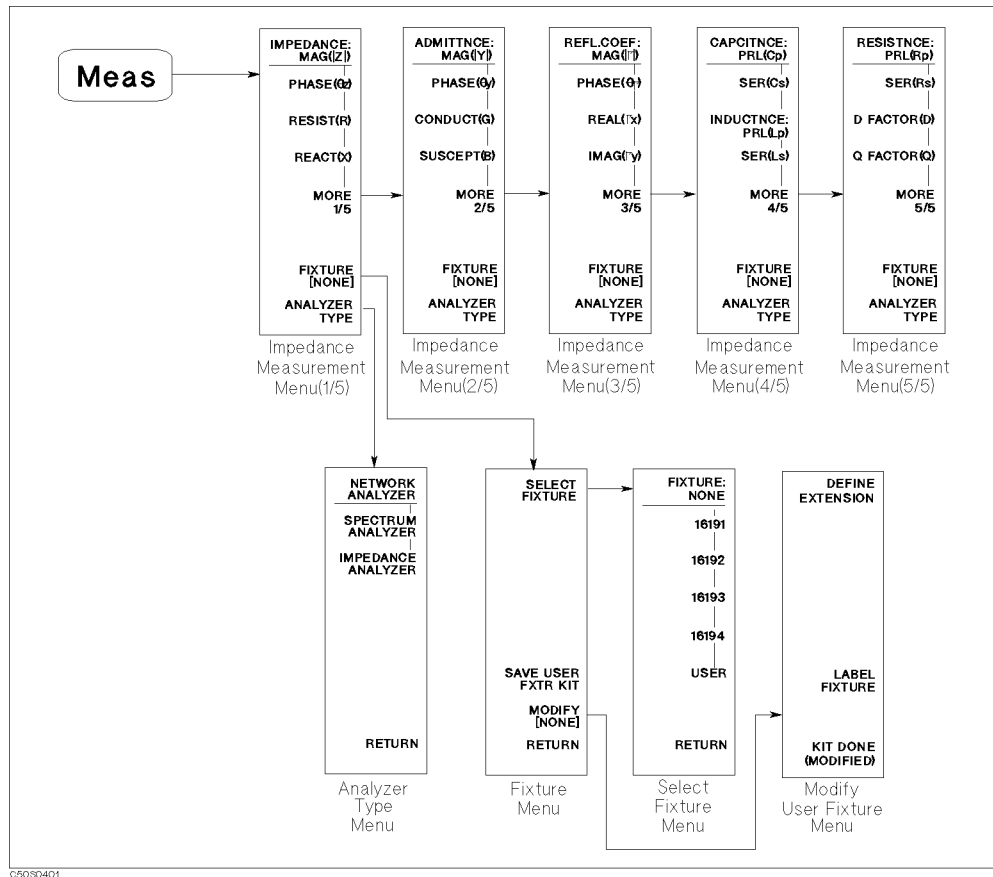 Meas
IMPEDANCE:
MAG(|Z|)
PHASE(θz)
RESIST(R)
REACT(X)
MORE
1/5
FIXTURE
[NONE]
ANALYZER
TYPE
Impedance
Measurement
Menu(1/5)
ADMITTNCE:
MAG(|Y|)
PHASE(θy)
CONDUCT(G)
SUSCEPT(B)
MORE
2/5
FIXTURE
[NONE]
ANALYZER
TYPE
Impedance
Measurement
Menu(2/5)
REFL.COEF:
MAG(|Γ|)
PHASE(θΓ)
REAL(Γx)
IMAG(Γy)
MORE
3/5
FIXTURE
[NONE]
ANALYZER
TYPE
Impedance
Measurement
Menu(3/5)
CAPCITNCE:
PRL(Cp)
SER(Cs)
INDUCTNCE:
PRL(Lp)
SER(Ls)
MORE
4/5
FIXTURE
[NONE]
ANALYZER
TYPE
Impedance
Measurement
Menu(4/5)
RESISTNCE:
PRL(Rp)
SER(Rs)
D FACTOR(D)
Q FACTOR(Q)
MORE
5/5
FIXTURE
[NONE]
ANALYZER
TYPE
Impedance
Measurement
Menu(5/5)
NETWORK
ANALYZER
SPECTRUM
ANALYZER
IMPEDANCE
ANALYZER
RETURN
Analyzer
Type
Menu
SELECT
FIXTURE
SAVE USER
FXTR KIT
MODIFY
[NONE]
RETURN
Fixture
Menu
FIXTURE:
NONE
16191
16192
16193
16194
USER
RETURN
Select
Fixture
Menu
DEFINE
EXTENSION
LABEL
FIXTURE
KIT DONE
(MODIFIED)
Modify
User Fixture
Menu
C50S0401